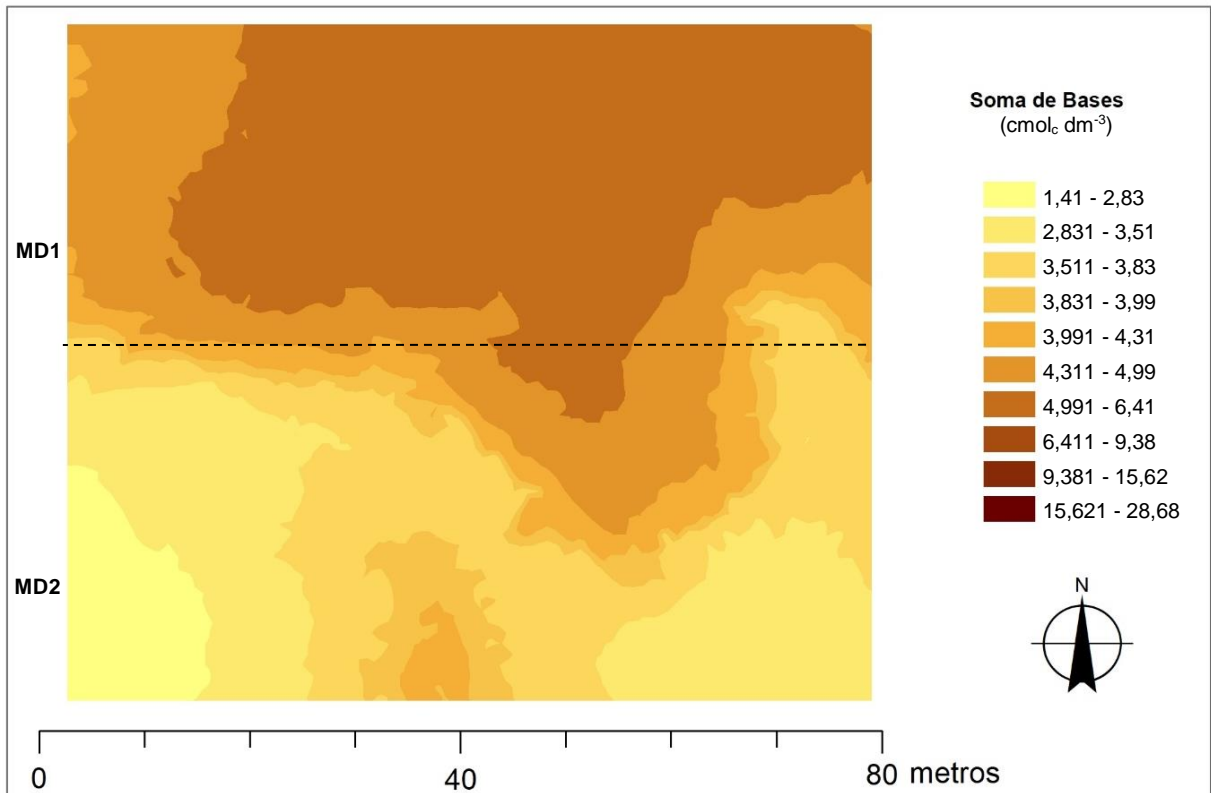 Soma de Bases
(cmolc dm-3)
1,41 - 2,83
2,831 - 3,51
3,511 - 3,83
3,831 - 3,99
3,991 - 4,31
4,311 - 4,99
4,991 - 6,41
6,411 - 9,38
9,381 - 15,62
15,621 - 28,68
MD1
MD2
N
0 40 80 metros